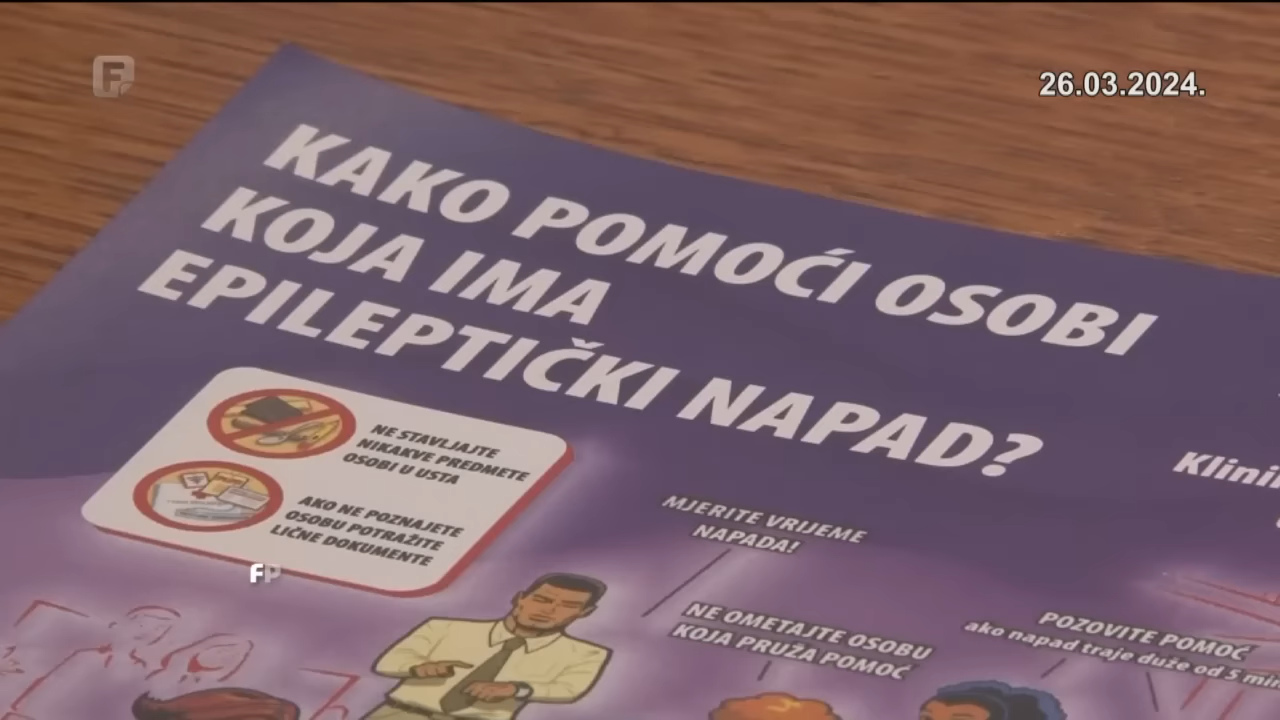 F
26.03.2024.
KAKO POMOĆI OSOBI
KOJA IMA
EPILEPTIČKI NAPAD?
NE STAVLJAJTE
NIKAKVE PREDMETE
OSOBI U USTA
AKO NE POZNAJETE
OSOBU POTRAŽITE
LIČNE DOKUMENTE
MJERITE VRIJEME
NAPADA!
NE OMETAJTE OSOBU
KOJA PRUŽA POMOĆ
POZOVITE POMOĆ
ako napad traje duže od 5 min
FP